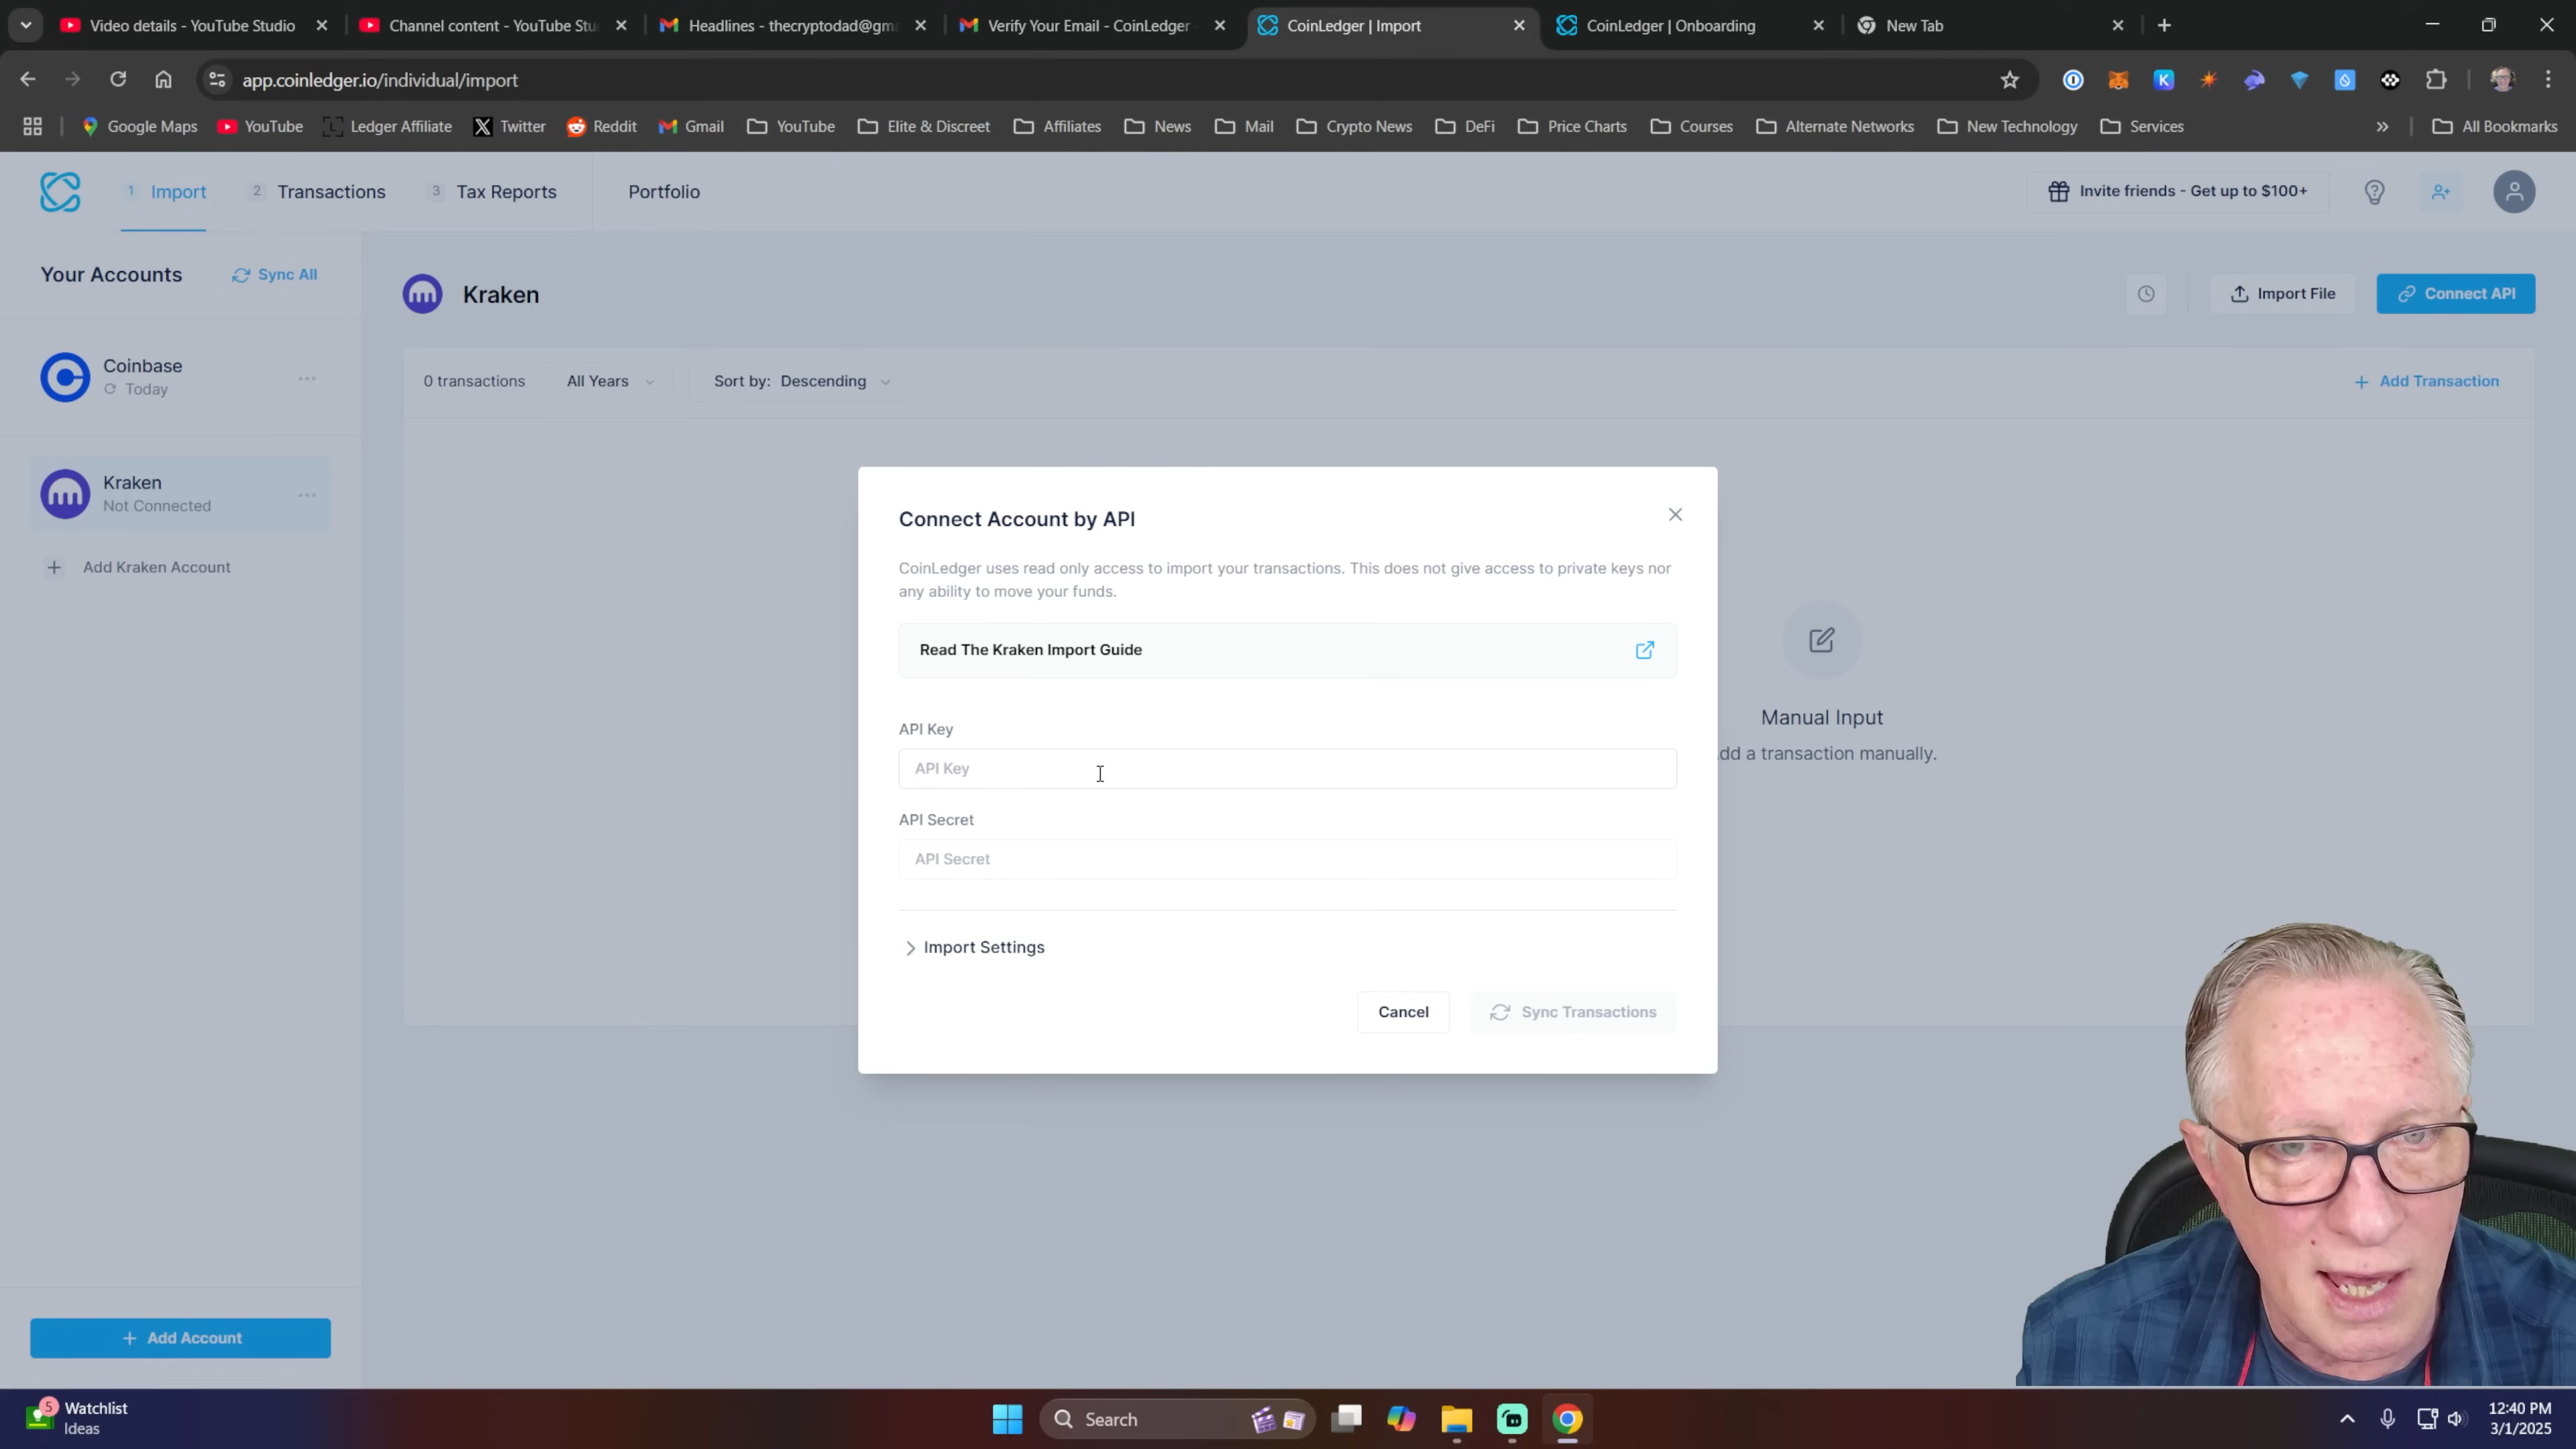 Video details - YouTube Studio
Channel content - YouTube Stu
Headlines - thecryptodad@gma
Verify Your Email - CoinLedger
CoinLedger | Import
CoinLedger | Onboarding
New Tab
app.coinledger.io/individual/import
Google Maps
YouTube
Ledger Affiliate
Twitter
Reddit
Gmail
YouTube
Elite & Discreet
Affiliates
News
Mail
Crypto News
DeFi
Price Charts
Courses
Alternate Networks
New Technology
Services
All Bookmarks
1 Import
2 Transactions
3 Tax Reports
Portfolio
Invite friends - Get up to $100+
Your Accounts
Sync All
Kraken
Import File
Connect API
Coinbase
Today
0 transactions
All Years
Sort by: Descending
Add Transaction
Kraken
Not Connected
Add Kraken Account
Connect Account by API
CoinLedger uses read only access to import your transactions. This does not give access to private keys nor
any ability to move your funds.
Read The Kraken Import Guide
API Key
API Key
API Secret
API Secret
Import Settings
Cancel
Sync Transactions
Manual Input
dd a transaction manually.
Add Account
5
Watchlist
Ideas
Search
12:40 PM
3/1/2025